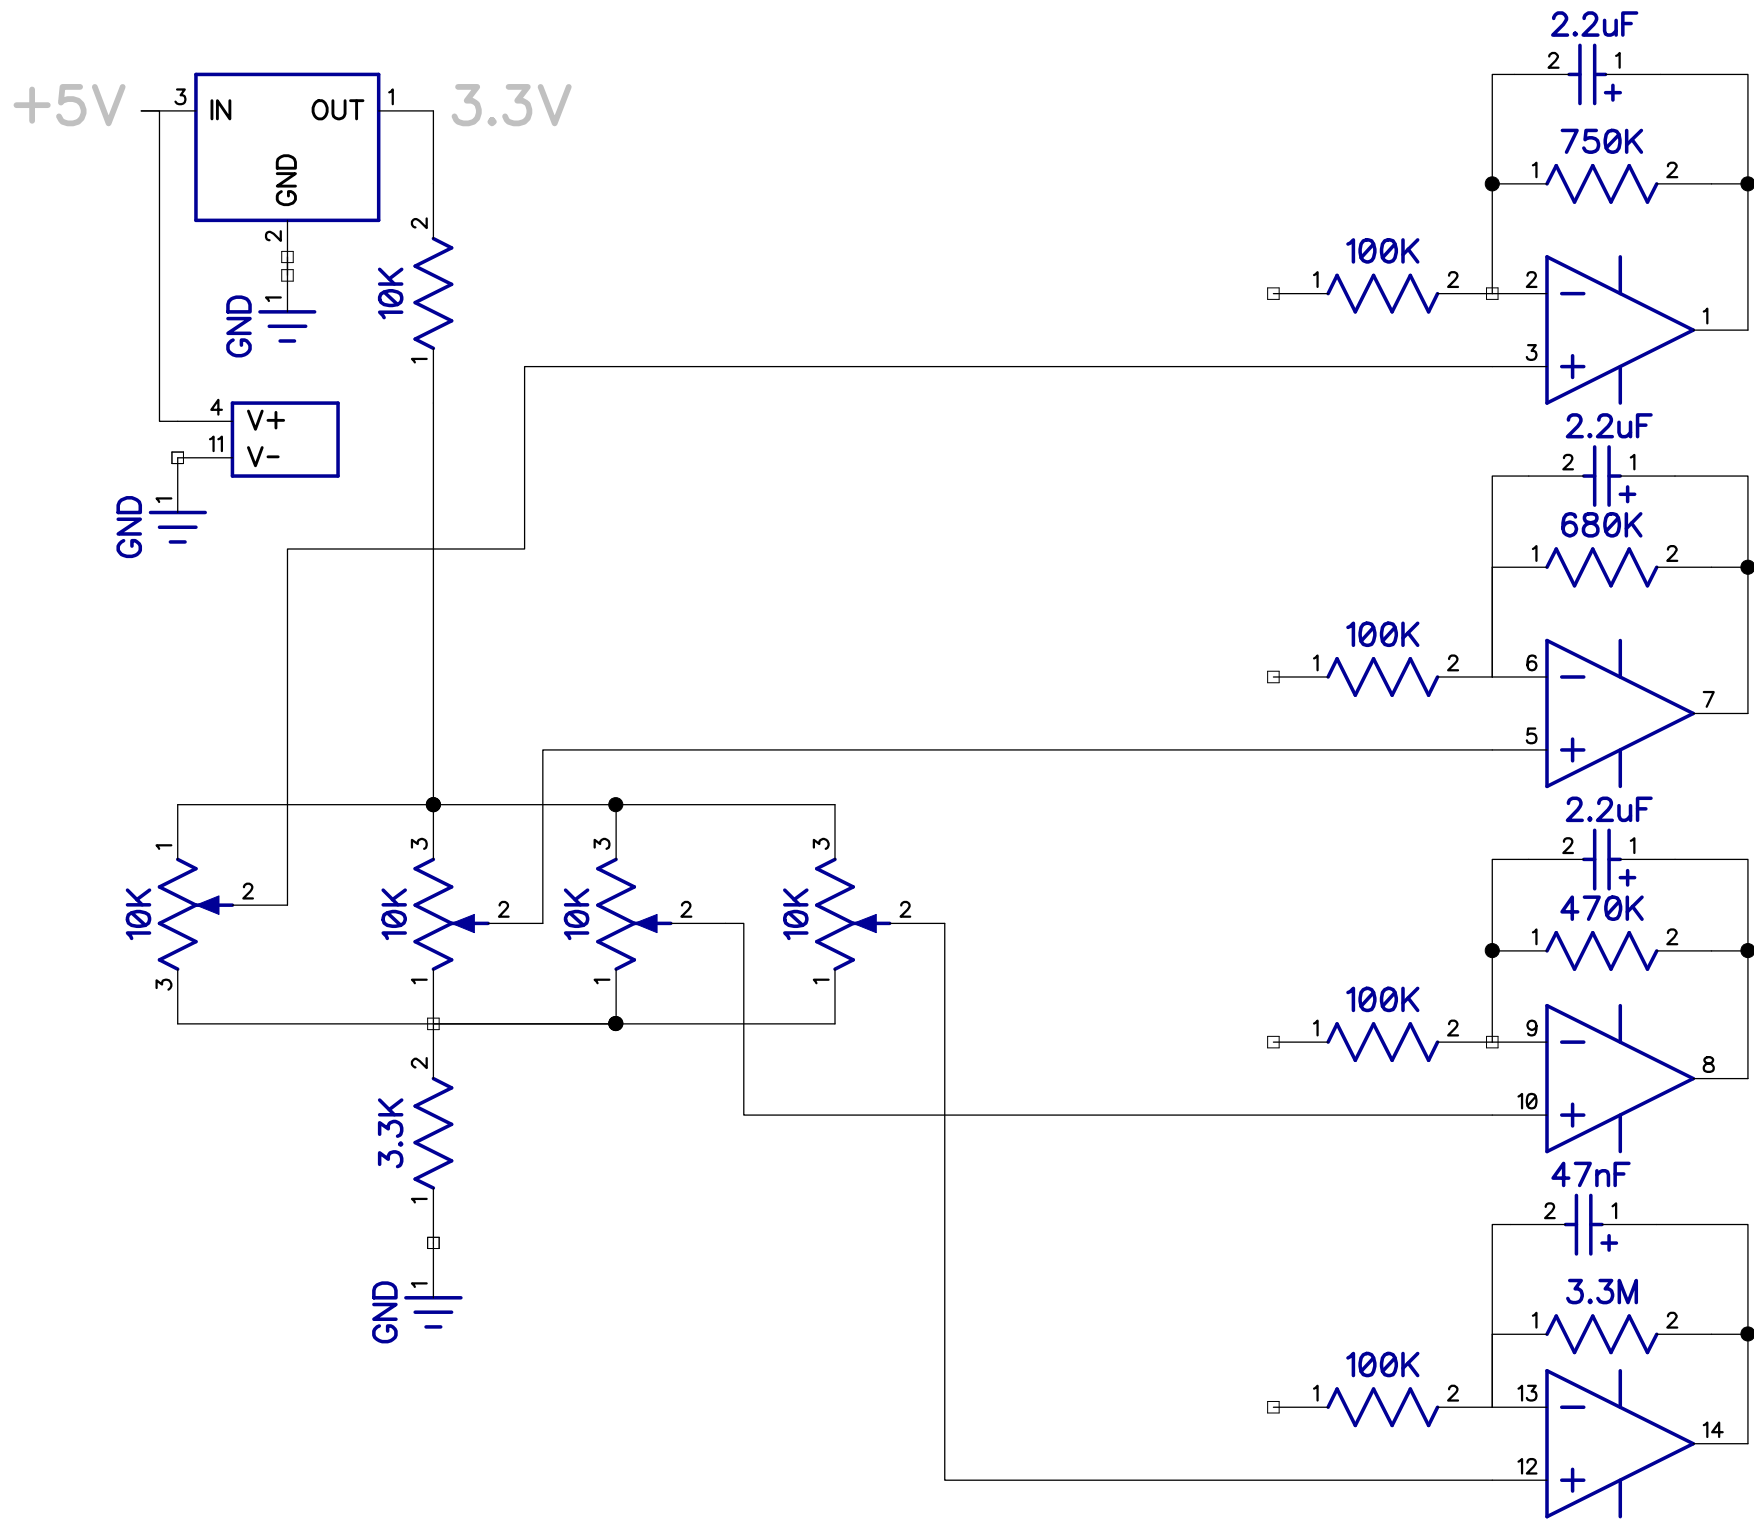 2.2uF
2 1
+
+5V 3 IN OUT 1 3.3V
GND
2
750K
1 2
2
10K
1
1
GND
100K
1 2 2 −
1
3 +
4 V+
11 V-
1
GND
2.2uF
2 1
+
680K
1 2
100K
1 2 6 −
7
5 +
2.2uF
2 1
+
1 3 3 3
10K 2 10K 2 10K 2 10K 2
3 1 1 1
470K
1 2
100K
1 2 9 −
8
10 +
2
3.3K
1
1
GND
47nF
2 1
+
3.3M
1 2
100K
1 2 13 −
14
12 +